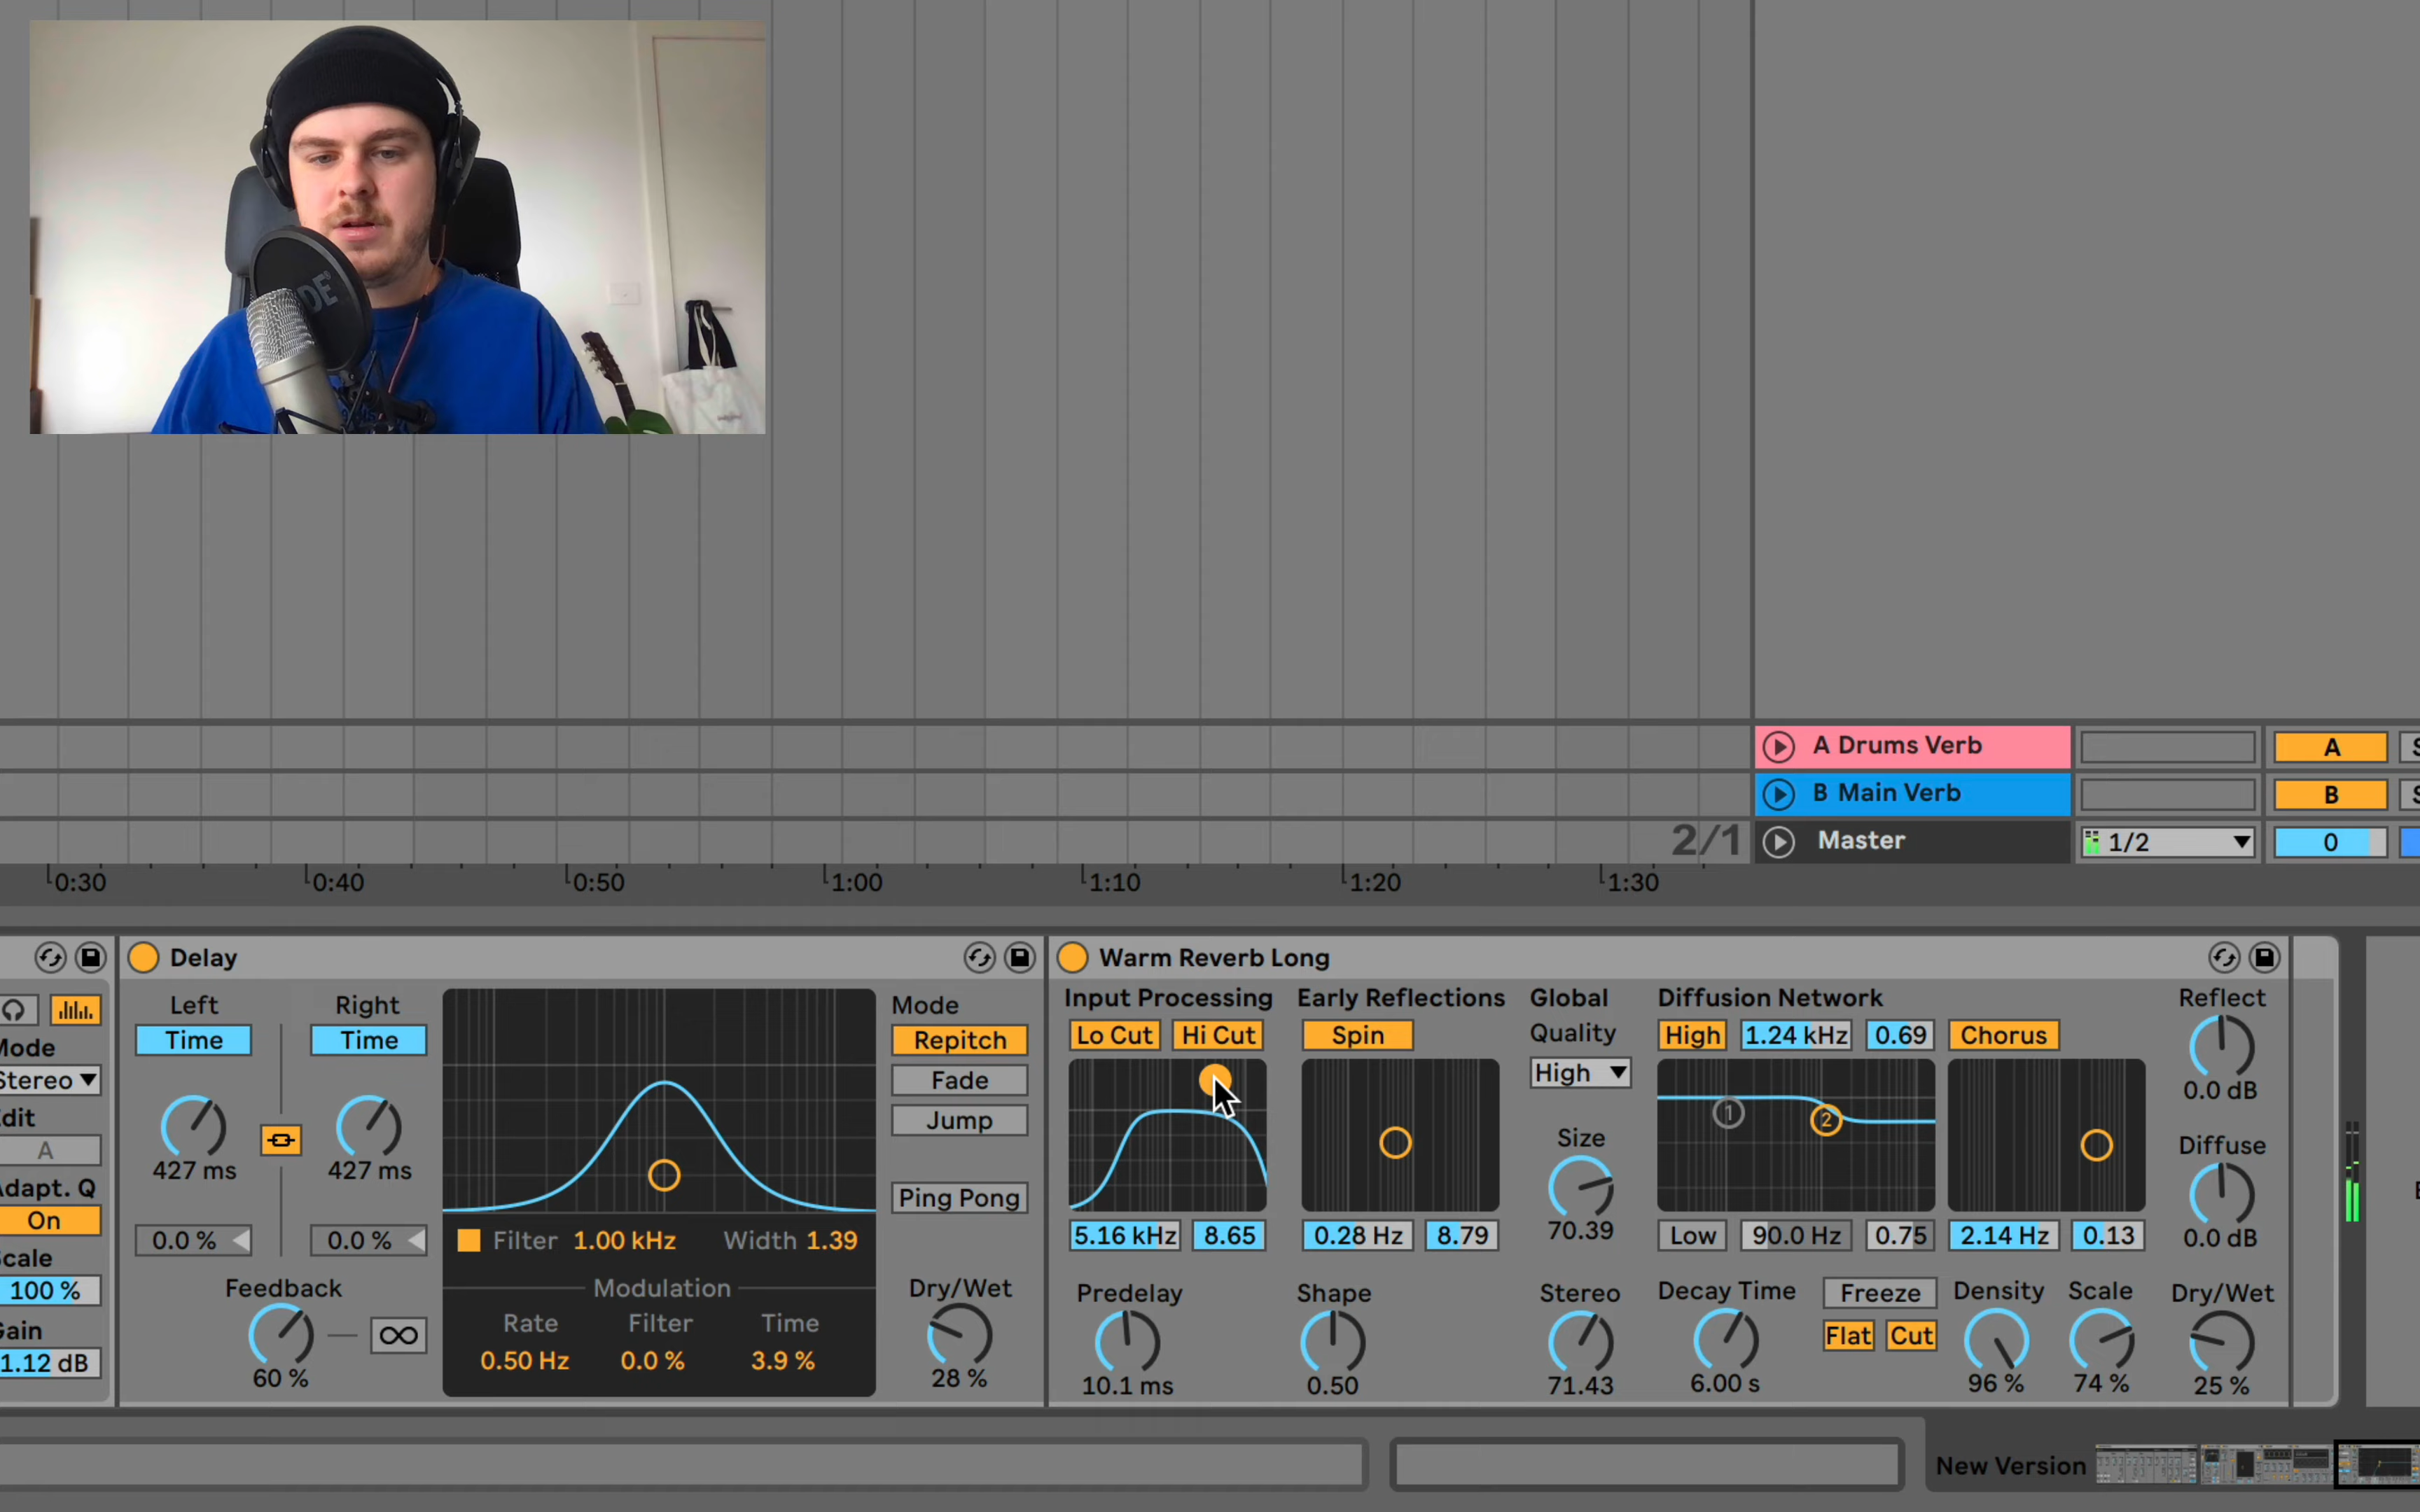 DE
A Drums Verb
A
B Main Verb
B
2/1
Master
1/2
0
0:30
0:40
0:50
1:00
1:10
1:20
1:30
Mode
Stereo
Edit
A
Adapt. Q
On
Scale
100 %
Gain
1.12 dB
Delay
Left
Right
Time
Time
427 ms
427 ms
0.0 %
0.0 %
Feedback
60 %
Filter 1.00 kHz Width 1.39
Modulation
Rate Filter Time
0.50 Hz 0.0 % 3.9 %
Mode
Repitch
Fade
Jump
Ping Pong
Dry/Wet
28 %
Warm Reverb Long
Input Processing
Lo Cut Hi Cut
5.16 kHz 8.65
Predelay
10.1 ms
Early Reflections
Spin
0.28 Hz 8.79
Shape
0.50
Global
Quality
High
Size
70.39
Stereo
71.43
Diffusion Network
High 1.24 kHz 0.69 Chorus
1
2
Low 90.0 Hz 0.75 2.14 Hz 0.13
Decay Time
6.00 s
Freeze
Flat Cut
Density
96 %
Scale
74 %
Reflect
0.0 dB
Diffuse
0.0 dB
Dry/Wet
25 %
New Version